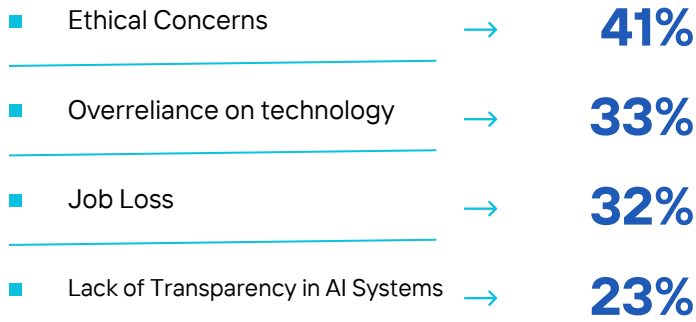 Ethical Concerns → 41%
Overreliance on technology → 33%
Job Loss → 32%
Lack of Transparency in AI Systems → 23%